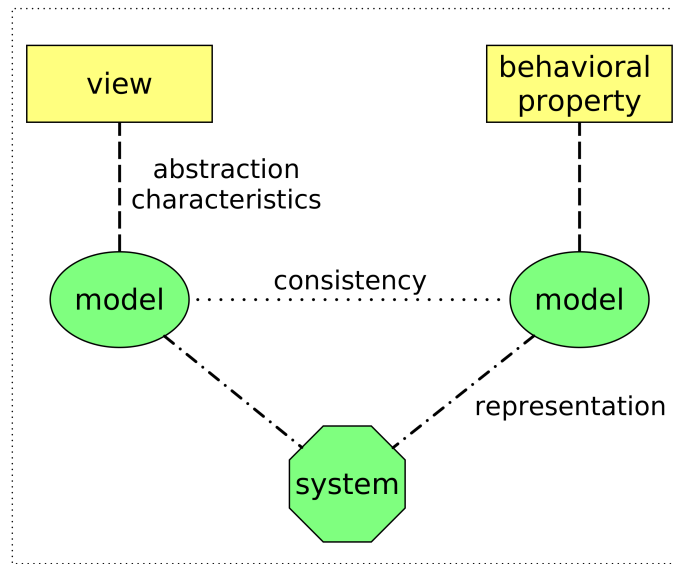 view
behavioral
property
abstraction
characteristics
consistency
model
model
representation
system